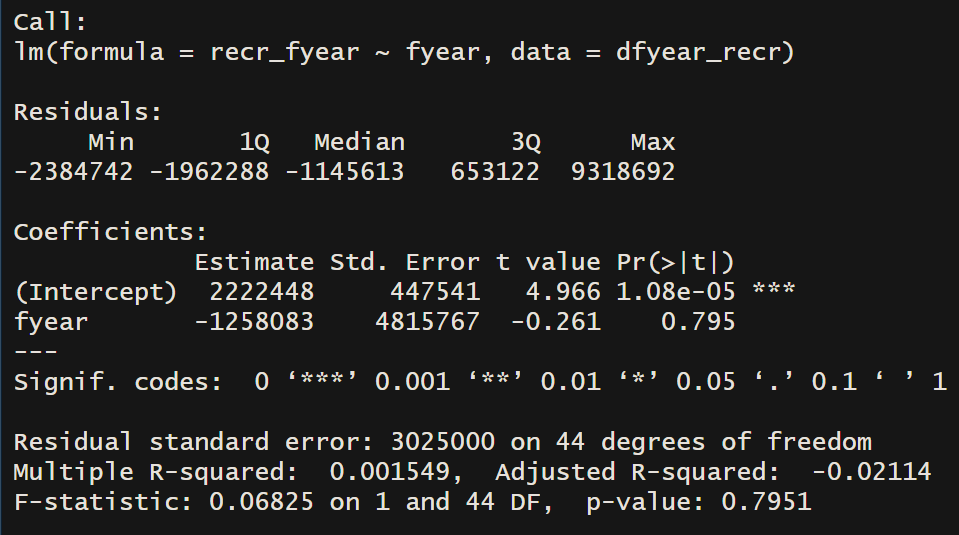 Call:
lm(formula = recr_fyear ~ fyear, data = dfyear_recr)
Residuals:
     Min       1Q   Median       3Q      Max
-2384742 -1962288 -1145613   653122  9318692
Coefficients:
            Estimate Std. Error t value Pr(>|t|)
(Intercept)  2222448     447541   4.966 1.08e-05 ***
fyear       -1258083    4815767  -0.261    0.795
---
Signif. codes:  0 ‘***’ 0.001 ‘**’ 0.01 ‘*’ 0.05 ‘.’ 0.1 ‘ ’ 1
Residual standard error: 3025000 on 44 degrees of freedom
Multiple R-squared:  0.001549,  Adjusted R-squared:  -0.02114
F-statistic: 0.06825 on 1 and 44 DF,  p-value: 0.7951